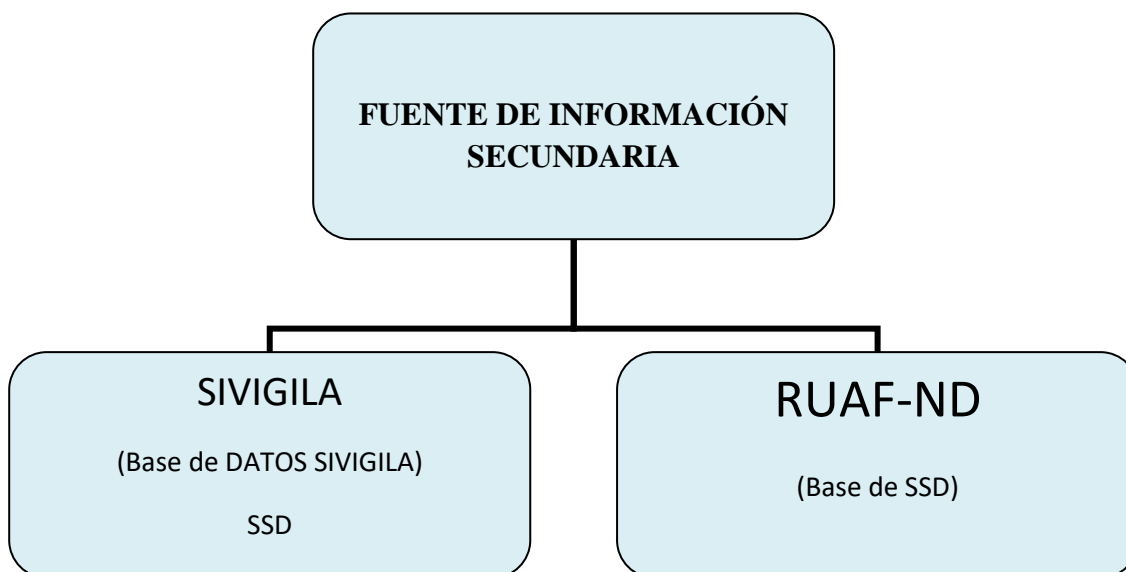 FUENTE DE INFORMACIÓN
SECUNDARIA
SIVIGILA
(Base de DATOS SIVIGILA)
SSD
RUAF-ND
(Base de SSD)